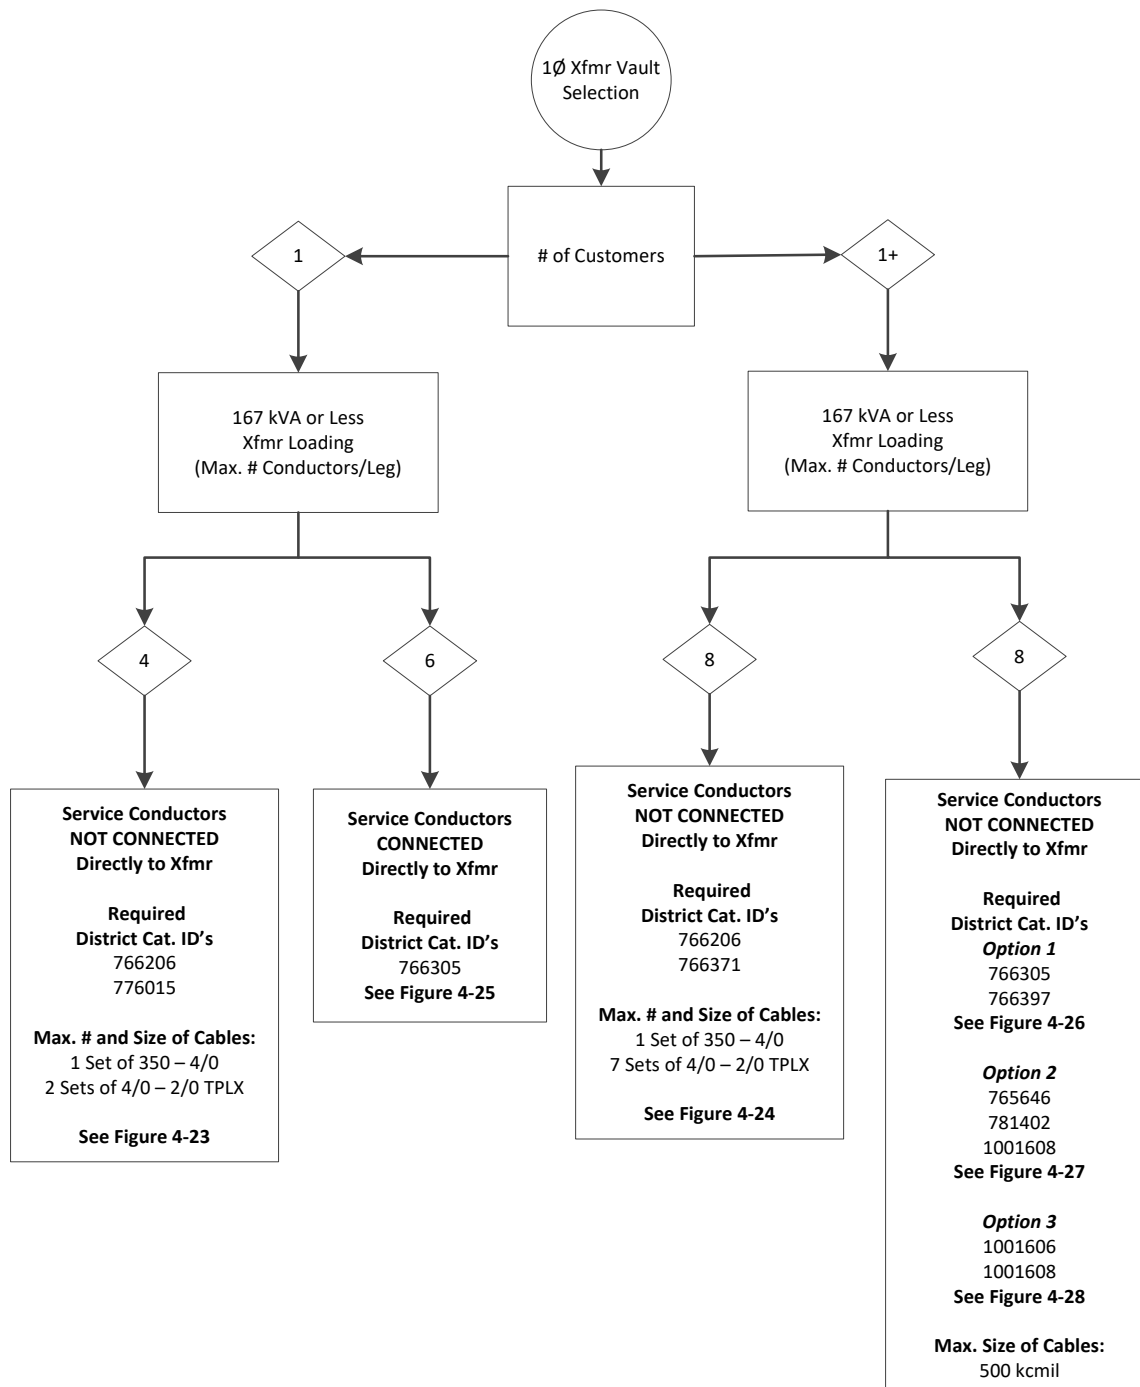 1Ø Xfmr Vault
Selection
# of Customers
1
1+
167 kVA or Less
Xfmr Loading
(Max. # Conductors/Leg)
167 kVA or Less
Xfmr Loading
(Max. # Conductors/Leg)
4
6
8
8
Service Conductors
NOT CONNECTED
Directly to Xfmr
Required
District Cat. ID’s
766206
776015
Max. # and Size of Cables:
1 Set of 350 – 4/0
2 Sets of 4/0 – 2/0 TPLX
See Figure 4-23
Service Conductors
CONNECTED
Directly to Xfmr
Required
District Cat. ID’s
766305
See Figure 4-25
Service Conductors
NOT CONNECTED
Directly to Xfmr
Required
District Cat. ID’s
766206
766371
Max. # and Size of Cables:
1 Set of 350 – 4/0
7 Sets of 4/0 – 2/0 TPLX
See Figure 4-24
Service Conductors
NOT CONNECTED
Directly to Xfmr
Required
District Cat. ID’s
Option 1
766305
766397
See Figure 4-26
Option 2
765646
781402
1001608
See Figure 4-27
Option 3
1001606
1001608
See Figure 4-28
Max. Size of Cables:
500 kcmil